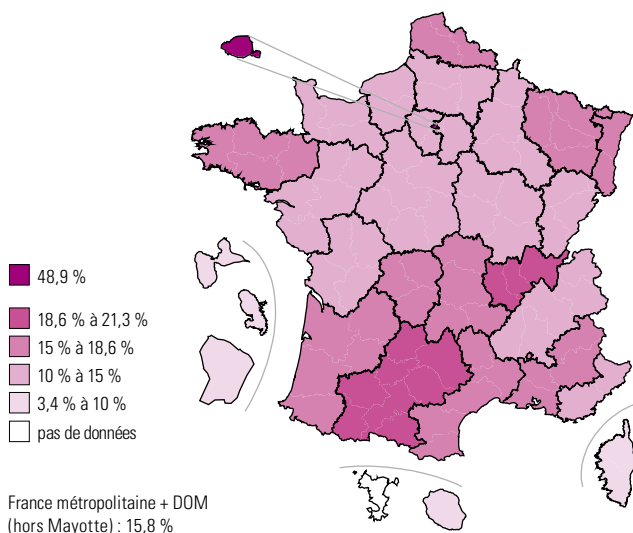 48,9 %
18,6 % à 21,3 %
15 % à 18,6 %
10 % à 15 %
3,4 % à 10 %
pas de données
France métropolitaine + DOM
(hors Mayotte) : 15,8 %